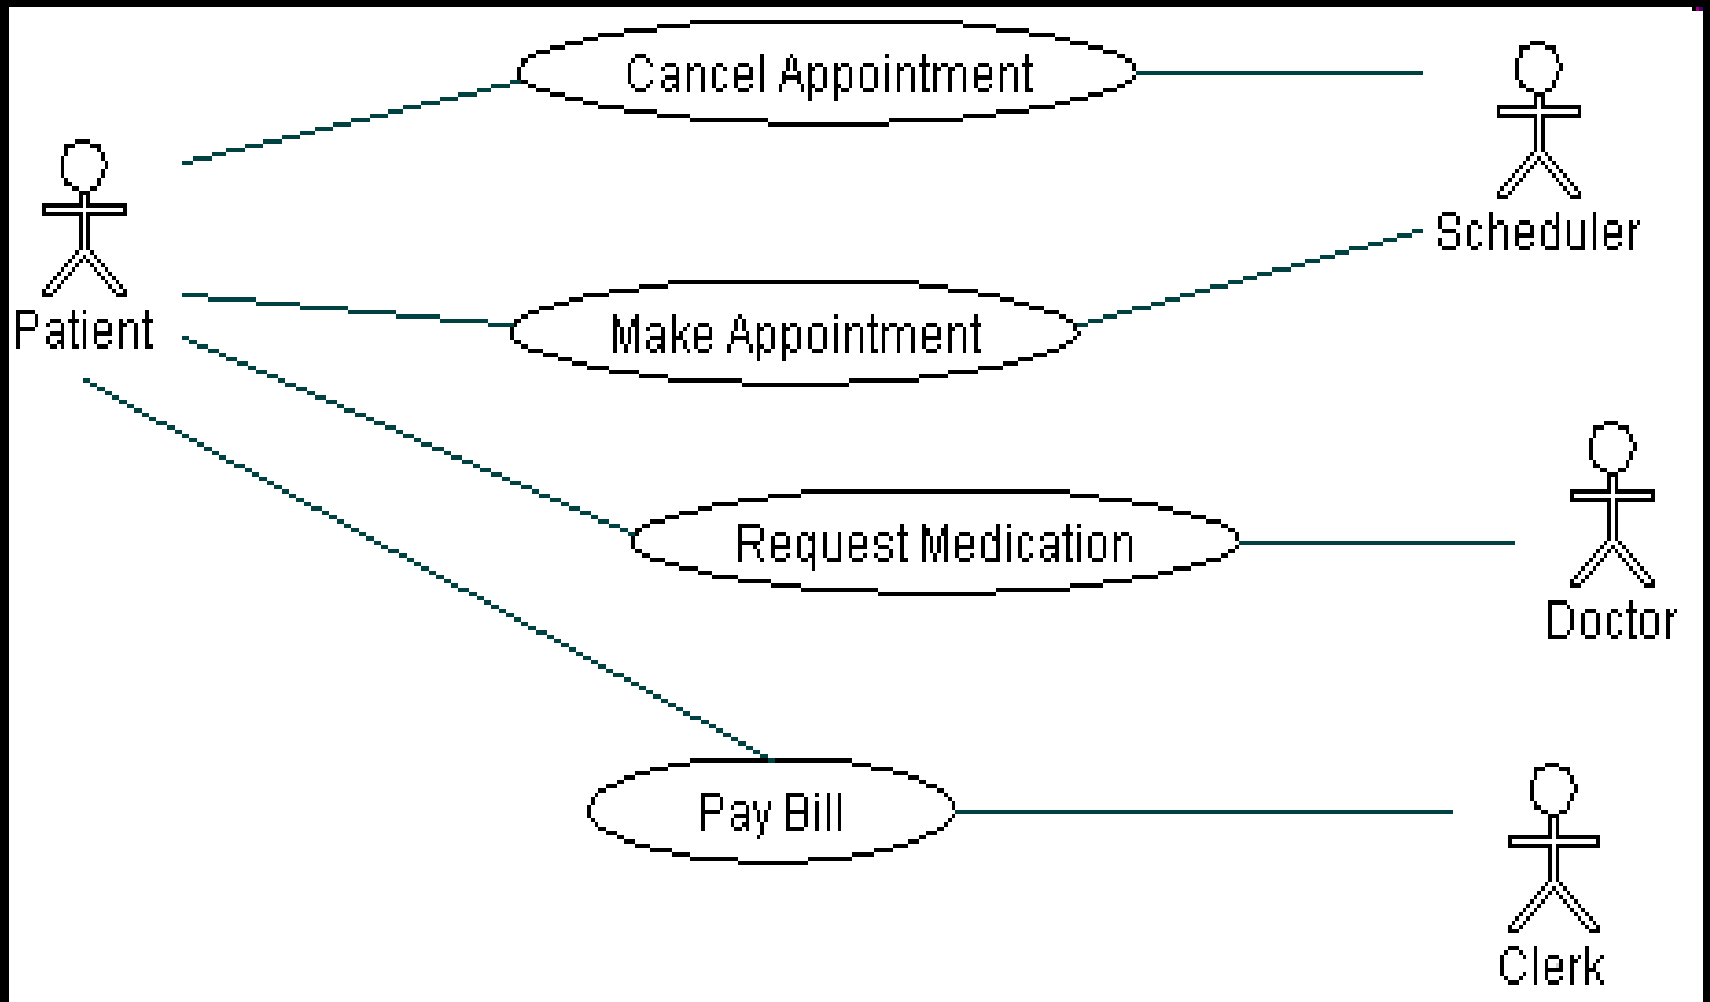 Cancel Appointment
Scheduler
Patient
Make Appointment
Request Medication
Doctor
Pay Bill
Clerk